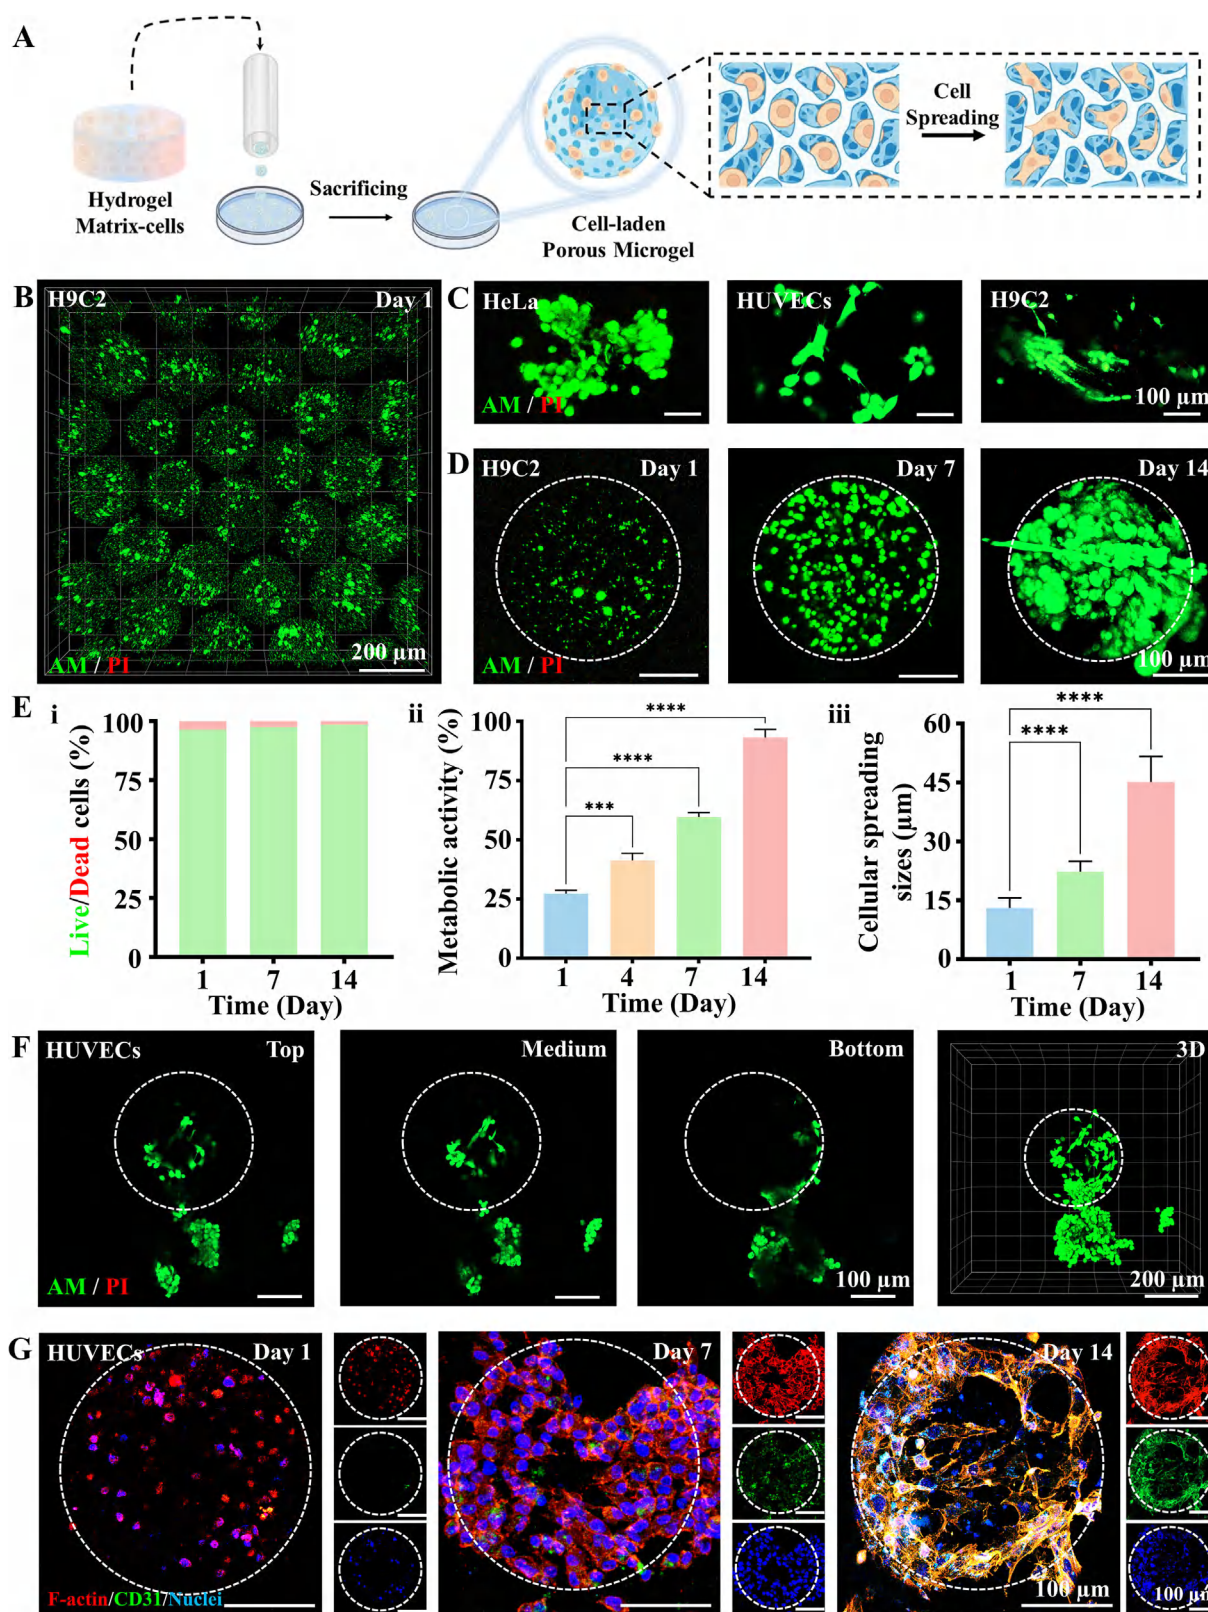 A
Hydrogel
Matrix-cells
Sacrificing
Cell-laden
Porous Microgel
Cell
Spreading
B
H9C2
Day 1
AM / PI
200 μm
C
HeLa
AM / PI
HUVECs
H9C2
100 μm
D
H9C2
Day 1
AM / PI
Day 7
Day 14
100 μm
E
i
Live/Dead cells (%)
100
75
50
25
0
1 7 14
Time (Day)
ii
Metabolic activity (%)
100
75
50
25
0
****
****
***
1 4 7 14
Time (Day)
iii
Cellular spreading
sizes (μm)
60
45
30
15
0
****
****
1 7 14
Time (Day)
F
HUVECs
Top
AM / PI
Medium
Bottom
100 μm
3D
200 μm
G
HUVECs
Day 1
F-actin/CD31/Nuclei
Day 7
Day 14
100 μm
100 μm